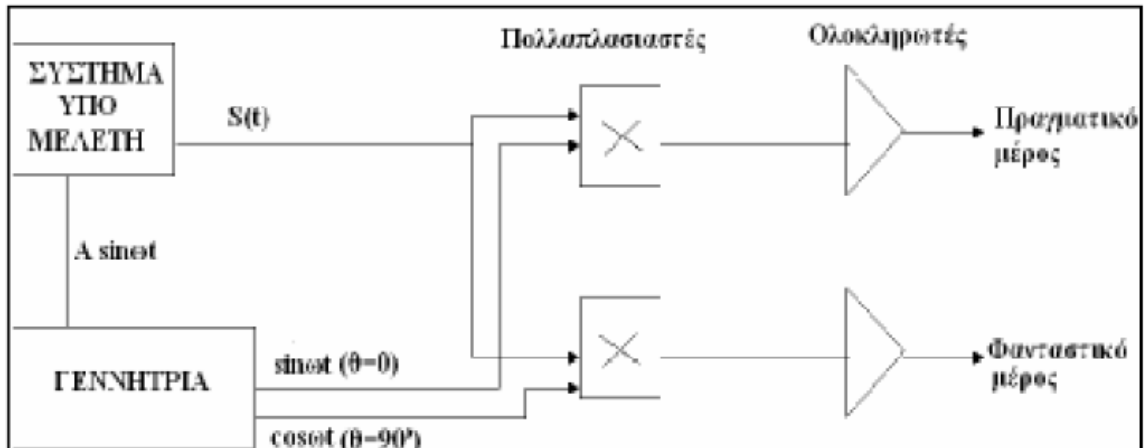 Πολλαπλασιαστές
Ολοκληρωτές
ΣΥΣΤΗΜΑ
ΥΠΟ
ΜΕΛΕΤΗ
S(t)
Πραγματικό
μέρος
A sinωt
ΓΕΝΝΗΤΡΙΑ
sinωt (θ=0)
cosωt (θ=90°)
Φανταστικό
μέρος